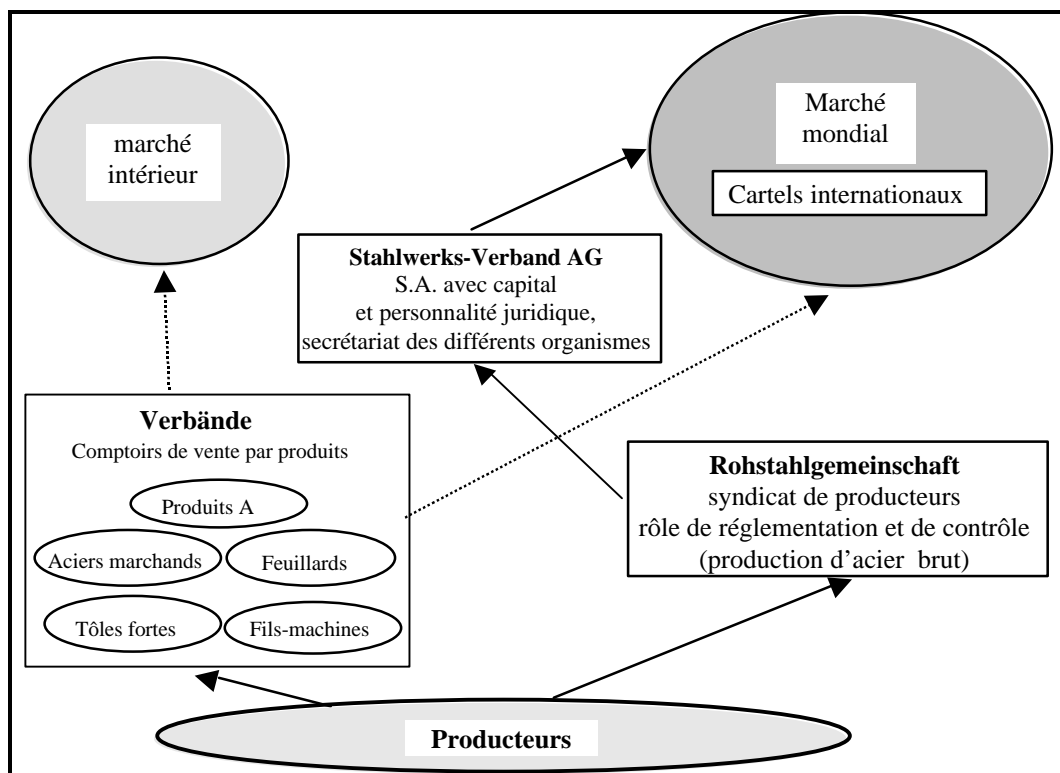 marché
intérieur
Marché
mondial
Cartels internationaux
Stahlwerks-Verband AG
S.A. avec capital
et personnalité juridique,
secrétariat des différents organismes
Verbände
Comptoirs de vente par produits
Produits A
Aciers marchands
Feuillards
Tôles fortes
Fils-machines
Rohstahlgemeinschaft
syndicat de producteurs
rôle de réglementation et de contrôle
(production d'acier brut)
Producteurs